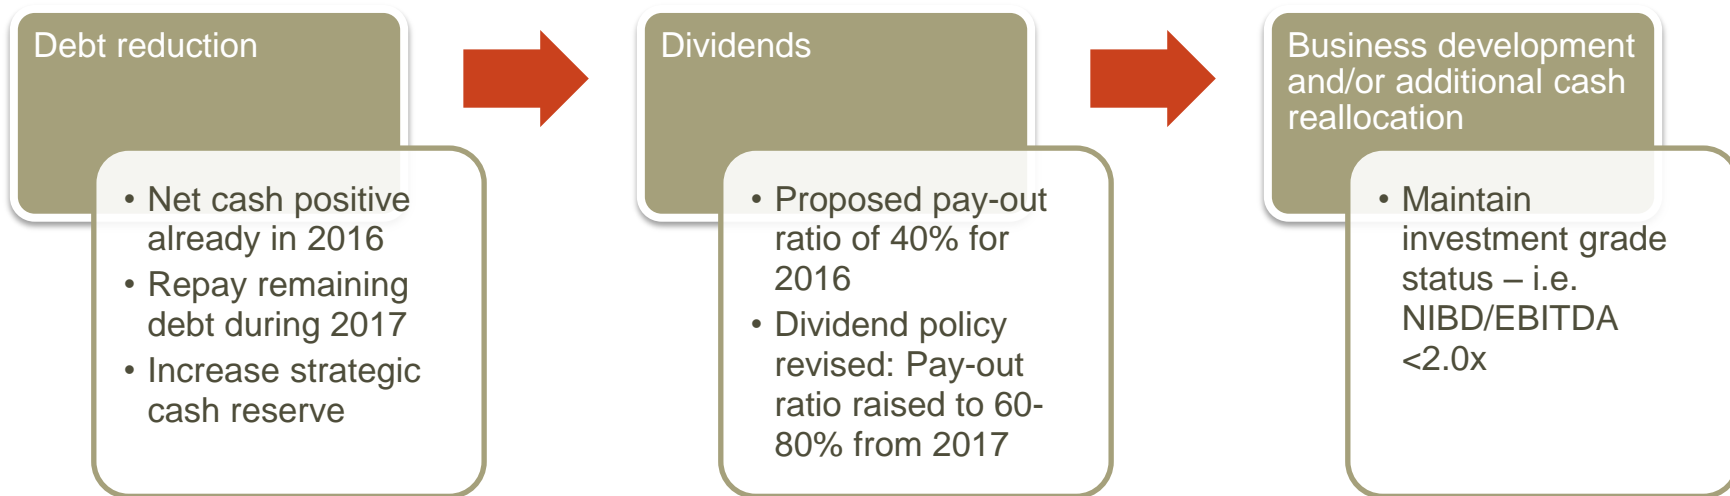 Debt reduction
• Net cash positive
already in 2016
• Repay remaining
debt during 2017
• Increase strategic
cash reserve
Dividends
• Proposed pay-out
ratio of 40% for
2016
• Dividend policy
revised: Pay-out
ratio raised to 60-
80% from 2017
Business development
and/or additional cash
reallocation
• Maintain
investment grade
status – i.e.
NIBD/EBITDA
<2.0x